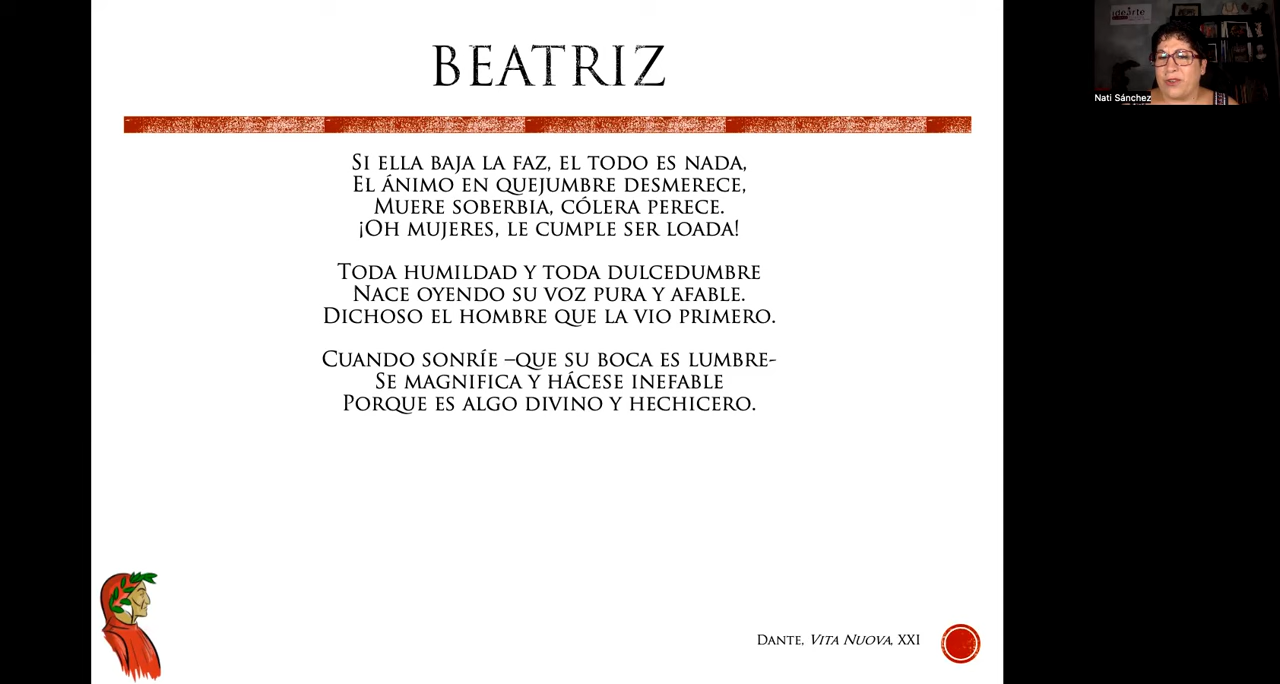 BEATRIZ
SI ELLA BAJA LA FAZ, EL TODO ES NADA,
EL ÁNIMO EN QUEJUMBRE DESMERECE,
MUERE SOBERBIA, CÓLERA PERECE.
¡OH MUJERES, LE CUMPLE SER LOADA!
TODA HUMILDAD Y TODA DULCEDUMBRE
NACE OYENDO SU VOZ PURA Y AFABLE.
DICHOSO EL HOMBRE QUE LA VIO PRIMERO.
CUANDO SONRÍE –QUE SU BOCA ES LUMBRE-
SE MAGNIFICA Y HÁCESE INEFABLE
PORQUE ES ALGO DIVINO Y HECHICERO.
DANTE, VITA NUOVA, XXI
idearte
Nati Sánchez